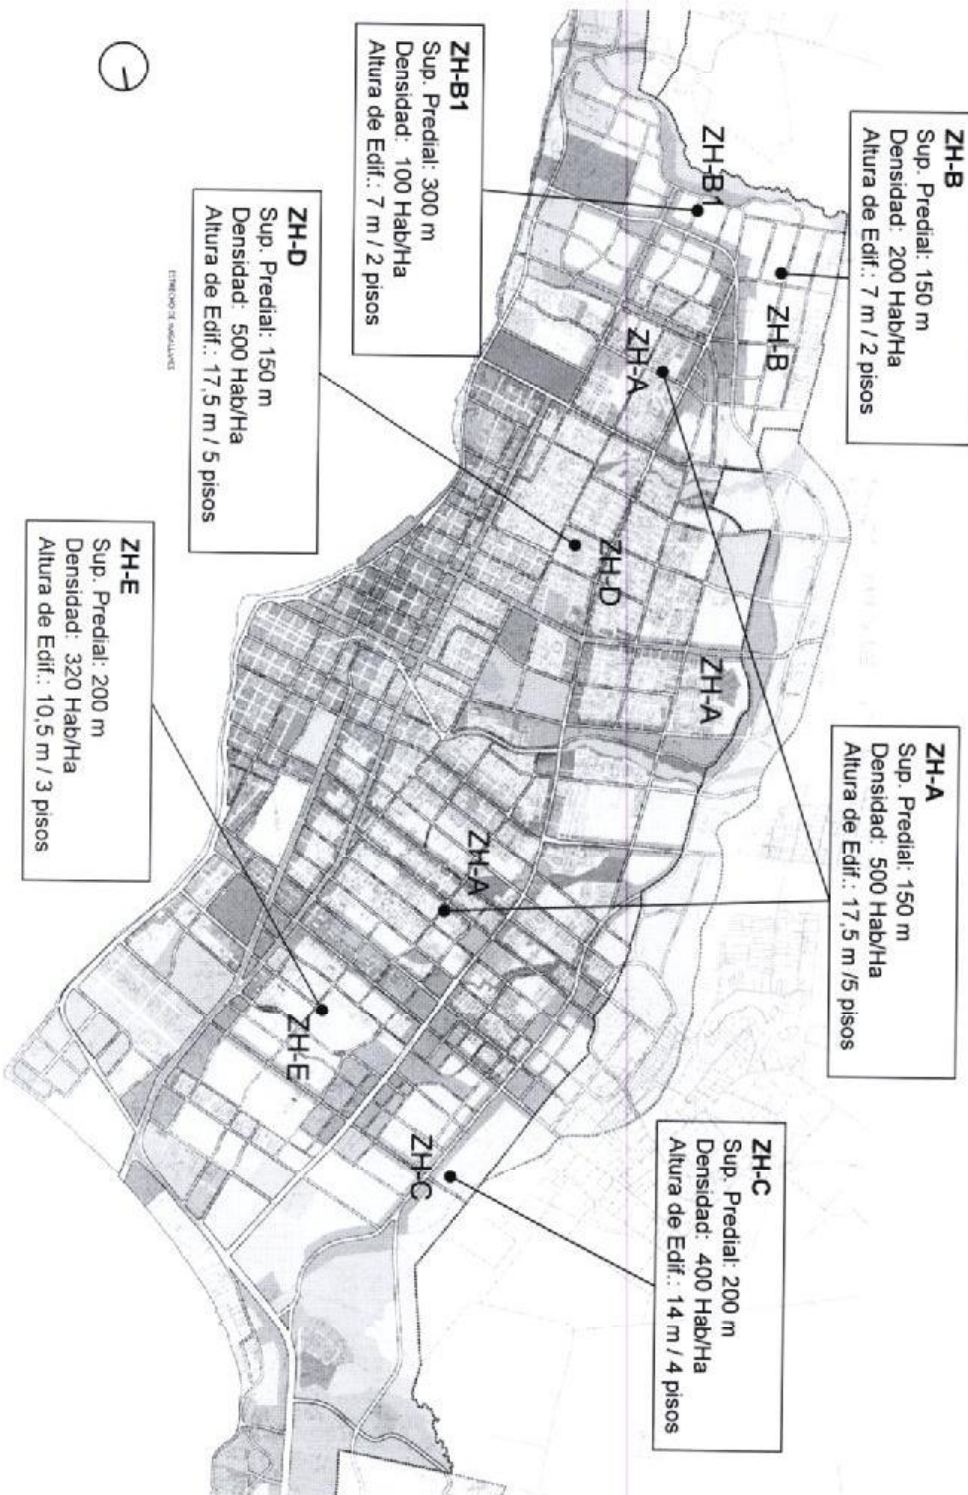 ZH-B
Sup. Predial: 150 m
Densidad: 200 Hab/Ha
Altura de Edif.: 7 m / 2 pisos
ZH-A
Sup. Predial: 150 m
Densidad: 500 Hab/Ha
Altura de Edif.: 17,5 m /5 pisos
ZH-C
Sup. Predial: 200 m
Densidad: 400 Hab/Ha
Altura de Edif.: 14 m / 4 pisos
ZH-B1
Sup. Predial: 300 m
Densidad: 100 Hab/Ha
Altura de Edif.: 7 m / 2 pisos
ZH-D
Sup. Predial: 150 m
Densidad: 500 Hab/Ha
Altura de Edif.: 17,5 m / 5 pisos
ZH-E
Sup. Predial: 200 m
Densidad: 320 Hab/Ha
Altura de Edif.: 10,5 m / 3 pisos
ZH-B
ZH-B1
ZH-A
ZH-A
ZH-D
ZH-A
ZH-C
ZH-E
ESTRECHO DE MAGALLANES